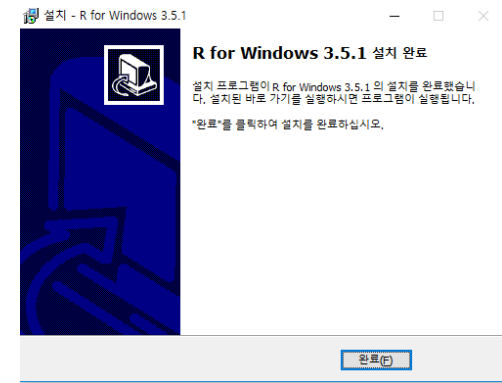 설치 - R for Windows 3.5.1
R for Windows 3.5.1 설치 완료
설치 프로그램이 R for Windows 3.5.1 의 설치를 완료했습니
다. 설치된 바로 가기를 실행하시면 프로그램이 실행됩니다.
"완료"를 클릭하여 설치를 완료하십시오.
완료(F)